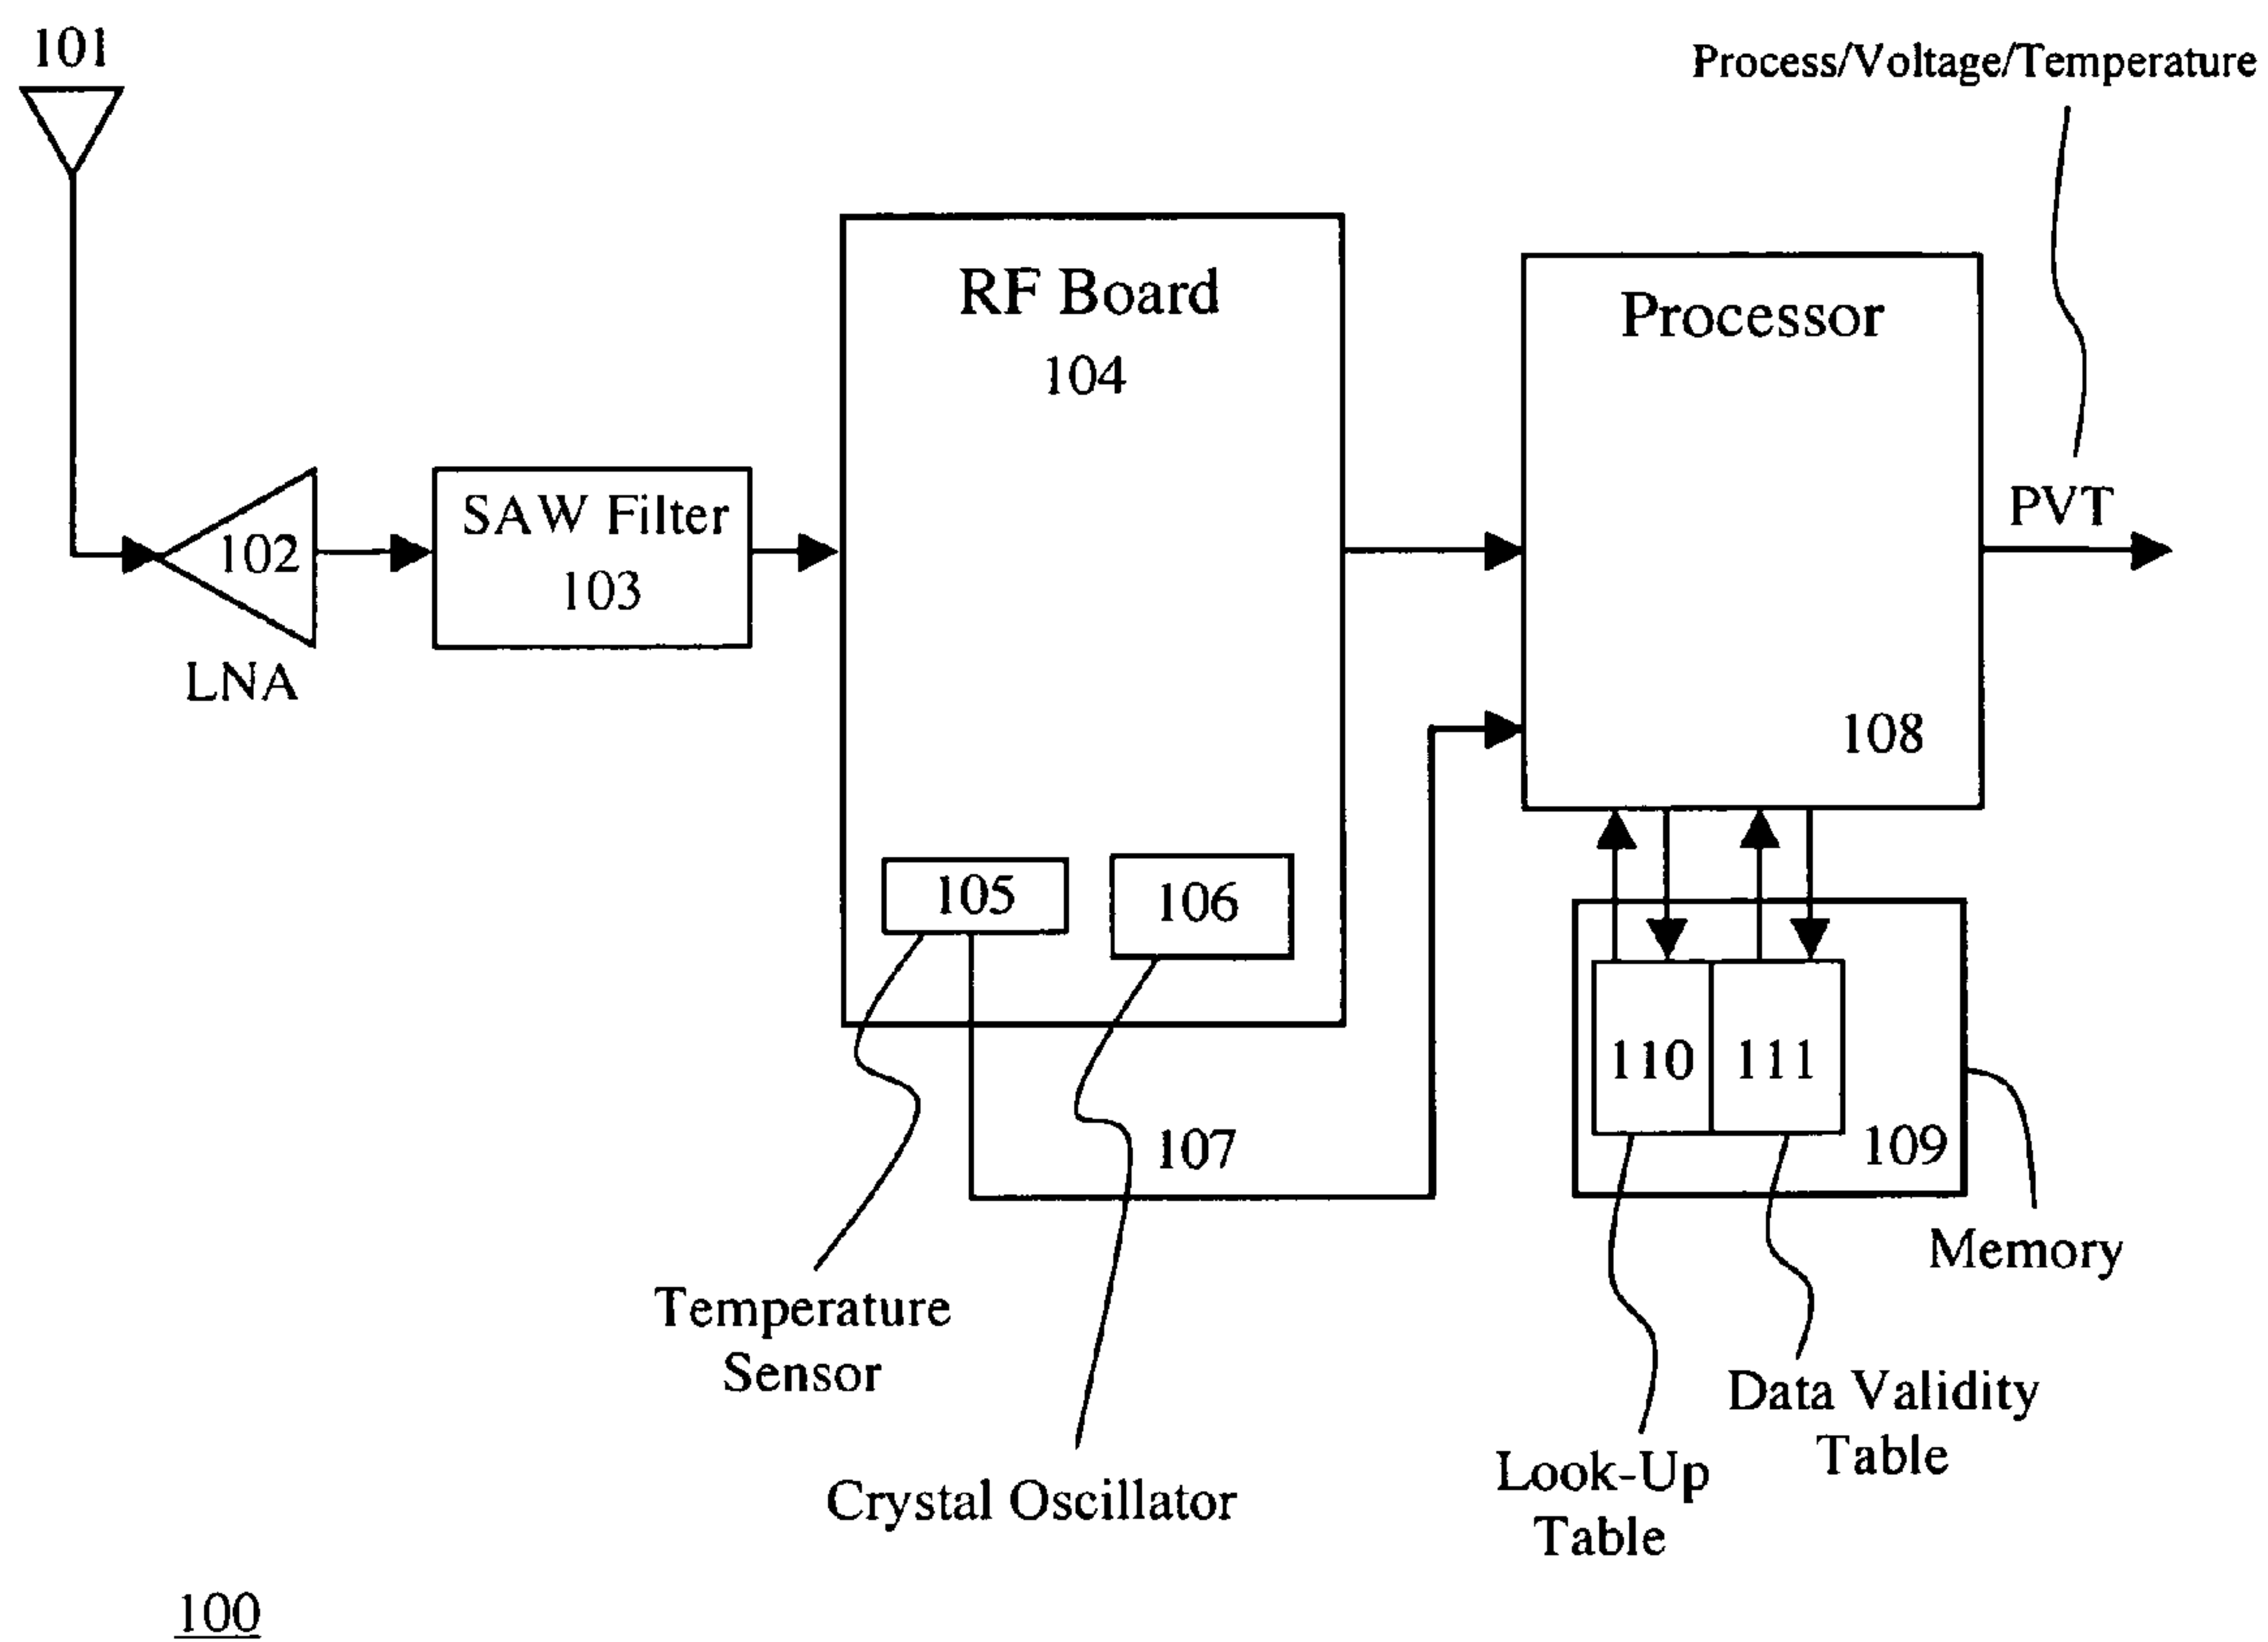 101
Process/Voltage/Temperature
RF Board
104
Processor
SAW Filter
103
102
LNA
PVT
108
105
106
110
111
109
107
Memory
Temperature
Sensor
Data Validity
Table
Look-Up
Table
Crystal Oscillator
100